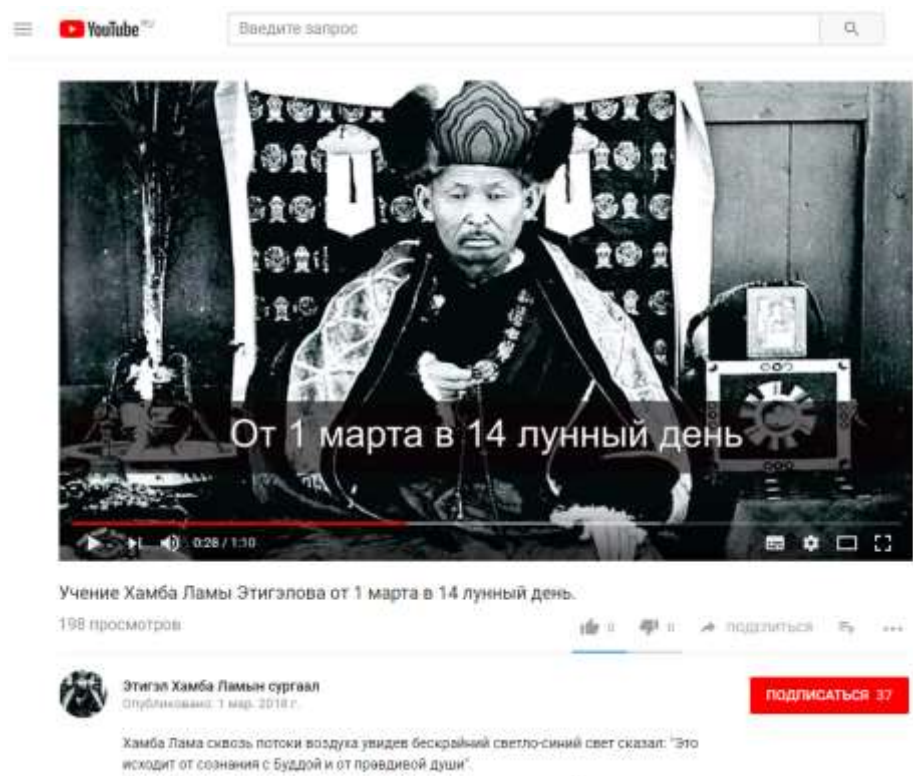 YouTube RU
Введите запрос
От 1 марта в 14 лунный день
0:28 / 1:10
Учение Хамба Ламы Этигэлова от 1 марта в 14 лунный день.
198 просмотров
0 0 ПОДЕЛИТЬСЯ
Этигэл Хамба Ламын сургаал
Опубликовано: 1 мар. 2018 г.
ПОДПИСАТЬСЯ 37
Хамба Лама сквозь потоки воздуха увидев бескрайний светло-синий свет сказал: "Это
исходит от сознания с Буддой и от правдивой души".